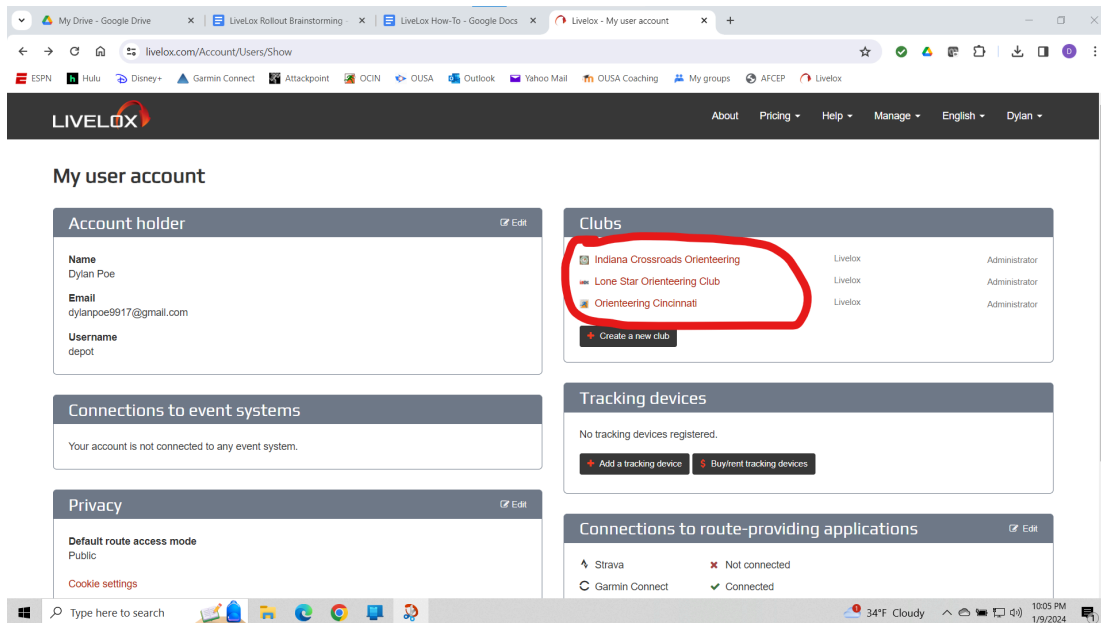 My Drive - Google Drive
LiveLox Rollout Brainstorming -
LiveLox How-To - Google Docs
Livelox - My user account
livelox.com/Account/Users/Show
D
ESPN Hulu Disney+ Garmin Connect Attackpoint OCIN OUSA Outlook Yahoo Mail OUSA Coaching My groups AFCEP Livelox
LIVELOX
About Pricing Help Manage English Dylan
My user account
Account holder Edit
Name
Dylan Poe
Email
dylanpoe9917@gmail.com
Username
depot
Connections to event systems
Your account is not connected to any event system.
Privacy Edit
Default route access mode
Public
Cookie settings
Clubs
Indiana Crossroads Orienteering Livelox Administrator
Lone Star Orienteering Club Livelox Administrator
Orienteering Cincinnati Livelox Administrator
+ Create a new club
Tracking devices
No tracking devices registered.
+ Add a tracking device $ Buy/rent tracking devices
Connections to route-providing applications Edit
Strava Not connected
Garmin Connect Connected
Type here to search
34°F Cloudy
10:05 PM
1/9/2024